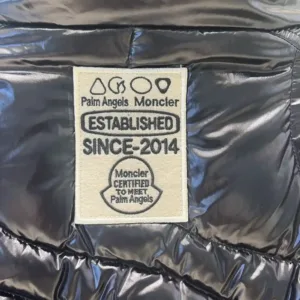 Palm Angels Moncler
ESTABLISHED
SINCE-2014
Moncler
CERTIFIED
TO MEET
Palm Angels